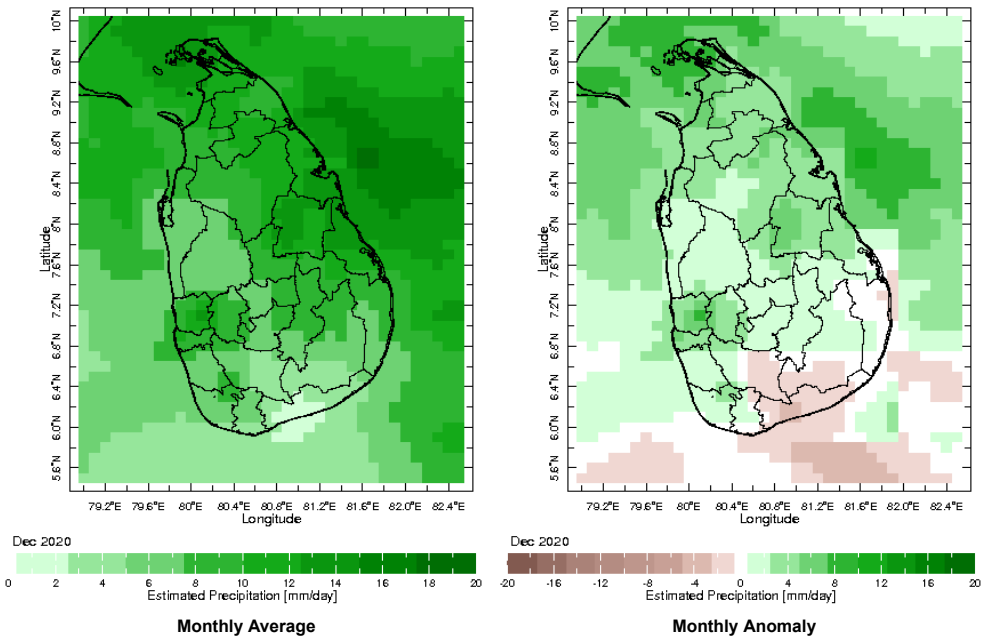 10°N
9.6°N
9.2°N
8.8°N
8.4°N
8°N
7.6°N
7.2°N
6.8°N
6.4°N
6.0°N
5.6°N
Latitude
79.2°E 79.6°E 80°E 80.4°E 80.8°E 81.2°E 81.6°E 82.0°E 82.4°E
Longitude
Dec 2020
0 2 4 6 8 10 12 14 16 18 20
Estimated Precipitation [mm/day]
Monthly Average
10°N
9.6°N
9.2°N
8.8°N
8.4°N
8°N
7.6°N
7.2°N
6.8°N
6.4°N
6.0°N
5.6°N
Latitude
79.2°E 79.6°E 80°E 80.4°E 80.8°E 81.2°E 81.6°E 82.0°E 82.4°E
Longitude
Dec 2020
-20 -16 -12 -8 -4 0 4 8 12 16 20
Estimated Precipitation [mm/day]
Monthly Anomaly